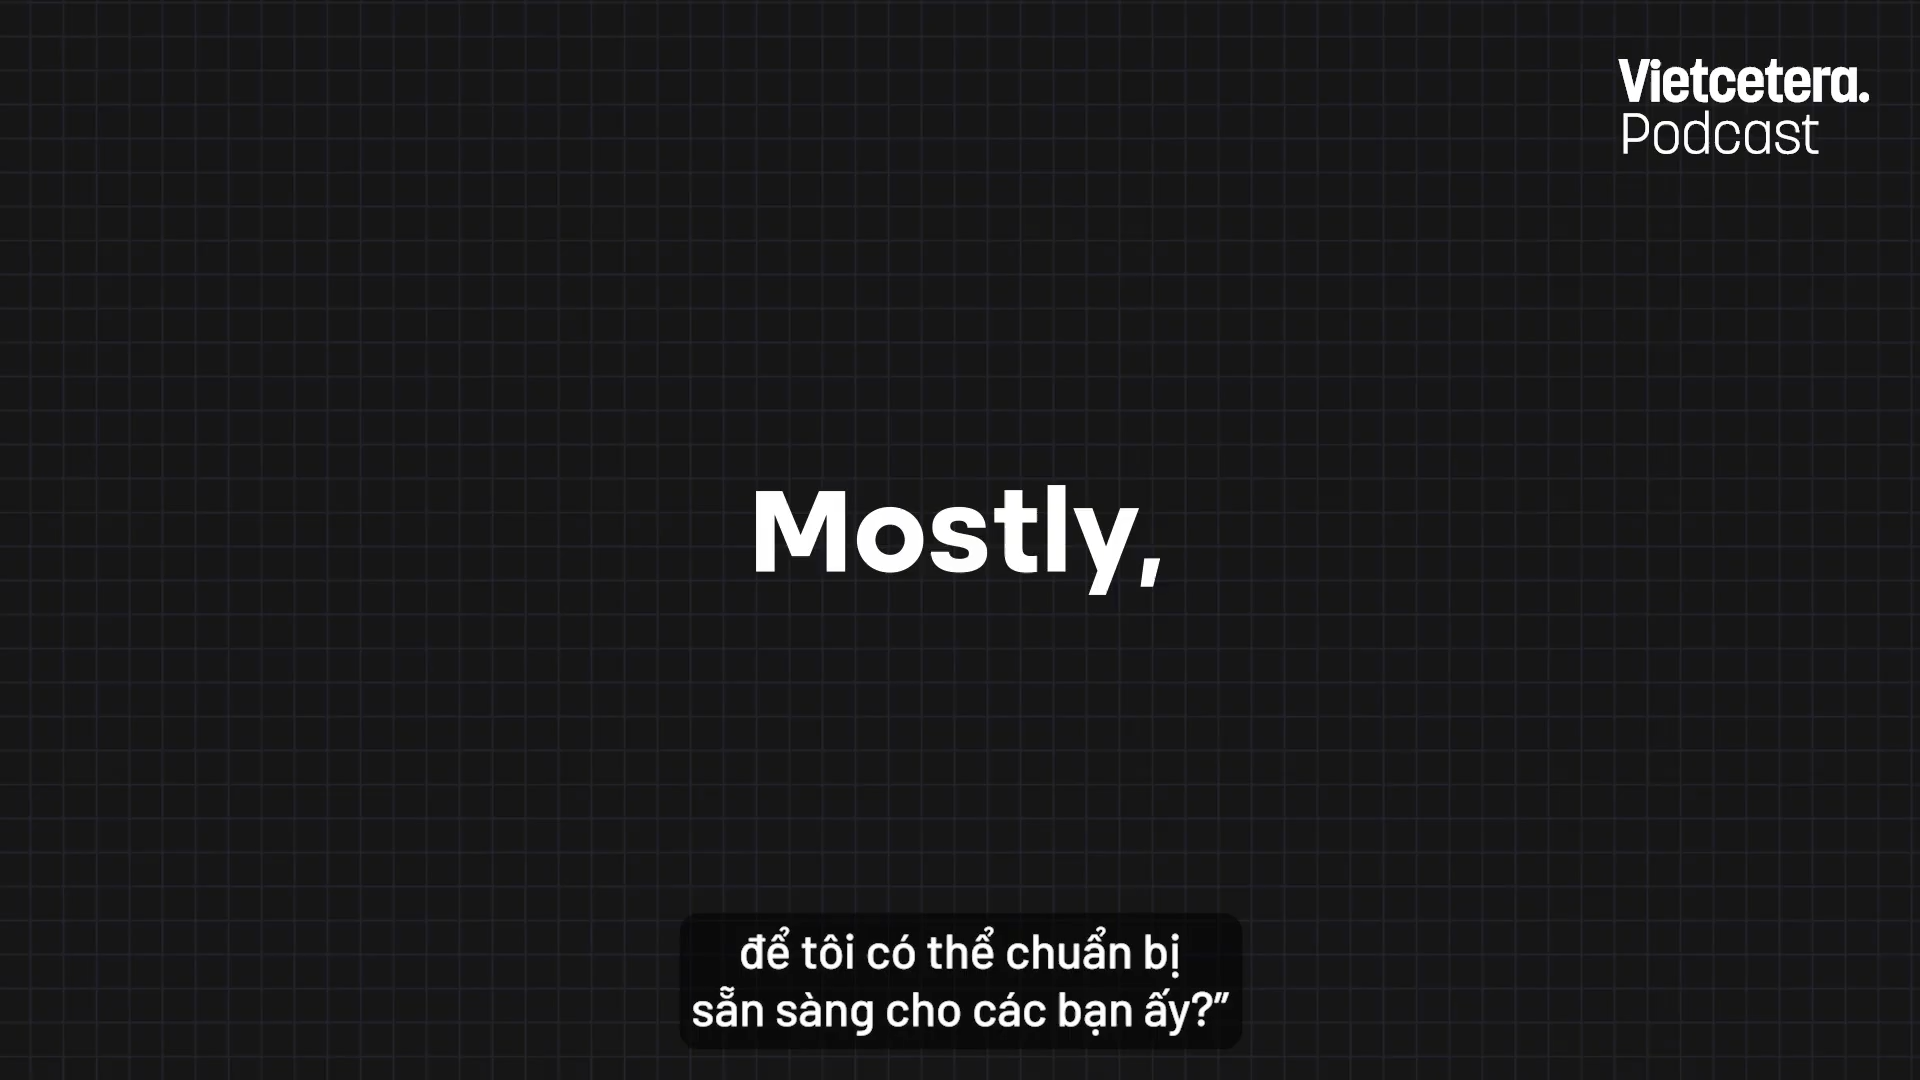 Vietcetera.
Podcast
Mostly,
để tôi có thể chuẩn bị
sẵn sàng cho các bạn ấy?”